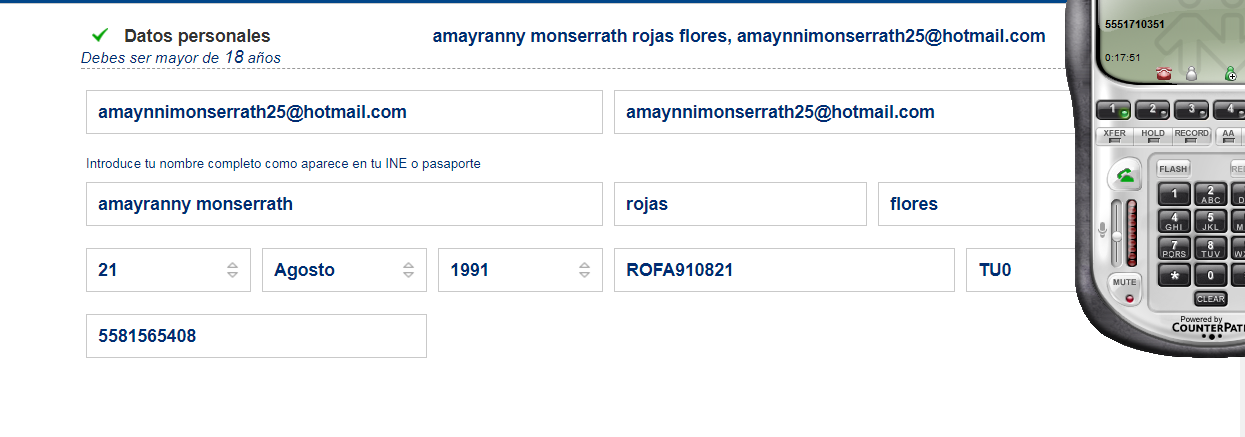 Datos personales
amayranny monserrath rojas flores, amaynnimonserrath25@hotmail.com
Debes ser mayor de 18 años
amaynnimonserrath25@hotmail.com
amaynnimonserrath25@hotmail.com
Introduce tu nombre completo como aparece en tu INE o pasaporte
amayranny monserrath
rojas
flores
21
Agosto
1991
ROFA910821
TU0
5581565408
5551710351
0:17:51
1 2 3 4
XFER HOLD RECORD AA
FLASH
1 2 ABC
4 GHI 5 JKL
7 PQRS 8 TUV
* 0
MUTE
CLEAR
Powered by